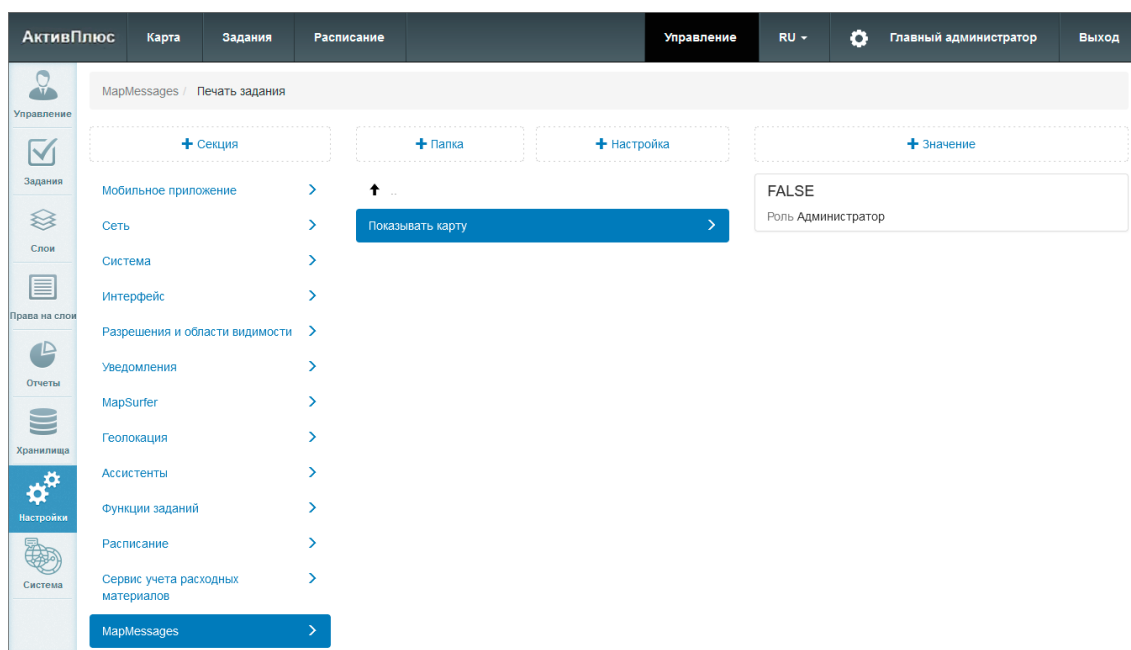 АктивПлюс Карта Задания Расписание Управление RU Главный администратор Выход
Управление
Задания
Слои
Права на слои
Отчеты
Хранилища
Настройки
Система
MapMessages / Печать задания
+ Секция
+ Папка
+ Настройка
+ Значение
Мобильное приложение
Сеть
Система
Интерфейс
Разрешения и области видимости
Уведомления
MapSurfer
Геолокация
Ассистенты
Функции заданий
Расписание
Сервис учета расходных
материалов
MapMessages
..
Показывать карту
FALSE
Роль Администратор